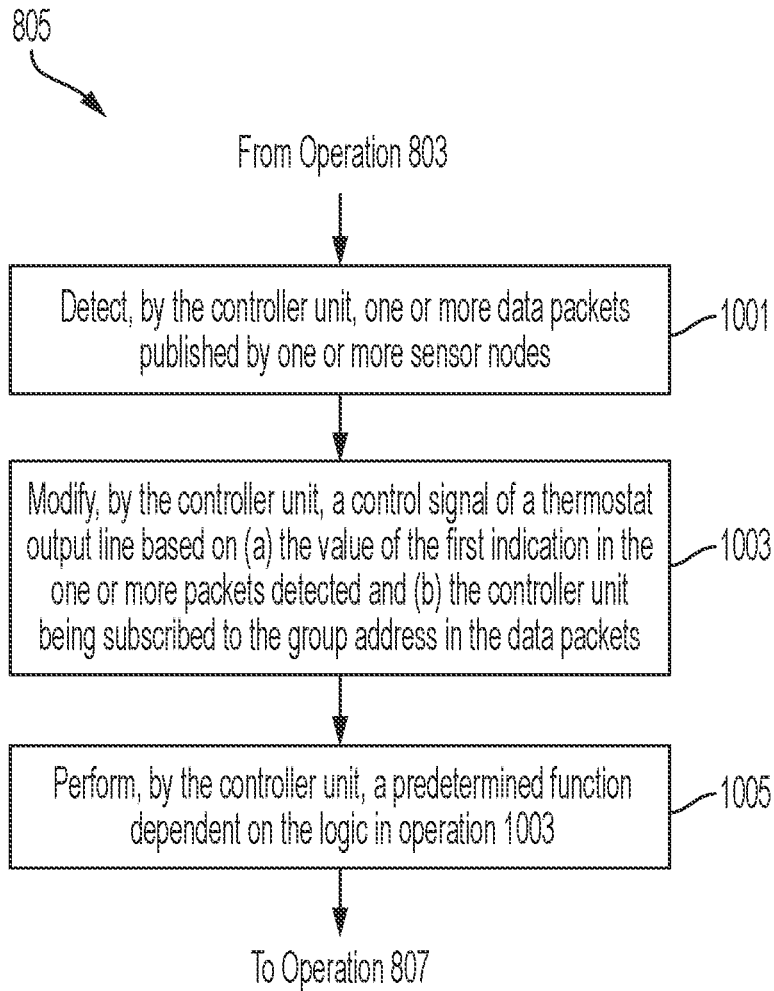 805
From Operation 803
Detect, by the controller unit, one or more data packets
published by one or more sensor nodes
1001
Modify, by the controller unit, a control signal of a thermostat
output line based on (a) the value of the first indication in the
one or more packets detected and (b) the controller unit
being subscribed to the group address in the data packets
1003
Perform, by the controller unit, a predetermined function
dependent on the logic in operation 1003
1005
To Operation 807